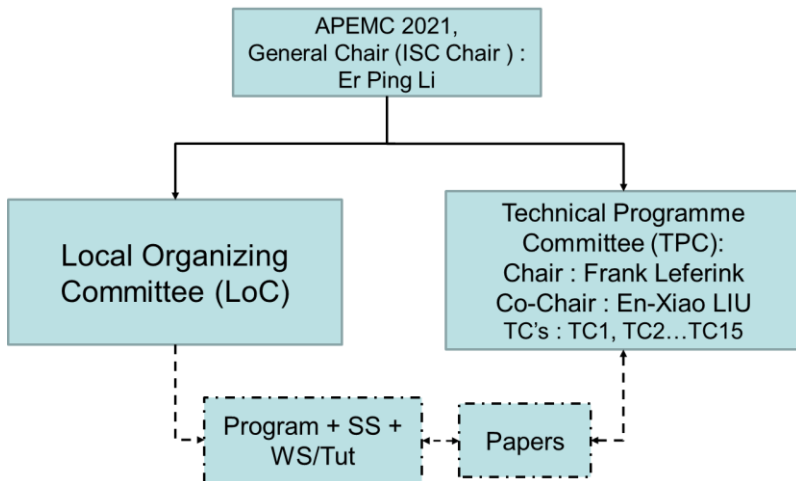 APEMC 2021,
General Chair (ISC Chair ) :
Er Ping Li
Local Organizing
Committee (LoC)
Technical Programme
Committee (TPC):
Chair : Frank Leferink
Co-Chair : En-Xiao LIU
TC's : TC1, TC2…TC15
Program + SS +
WS/Tut
Papers